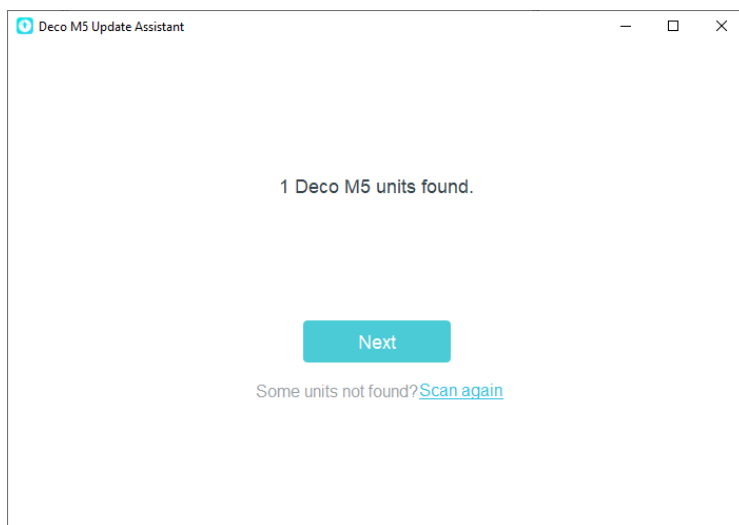 Deco M5 Update Assistant
1 Deco M5 units found.
Next
Some units not found?Scan again